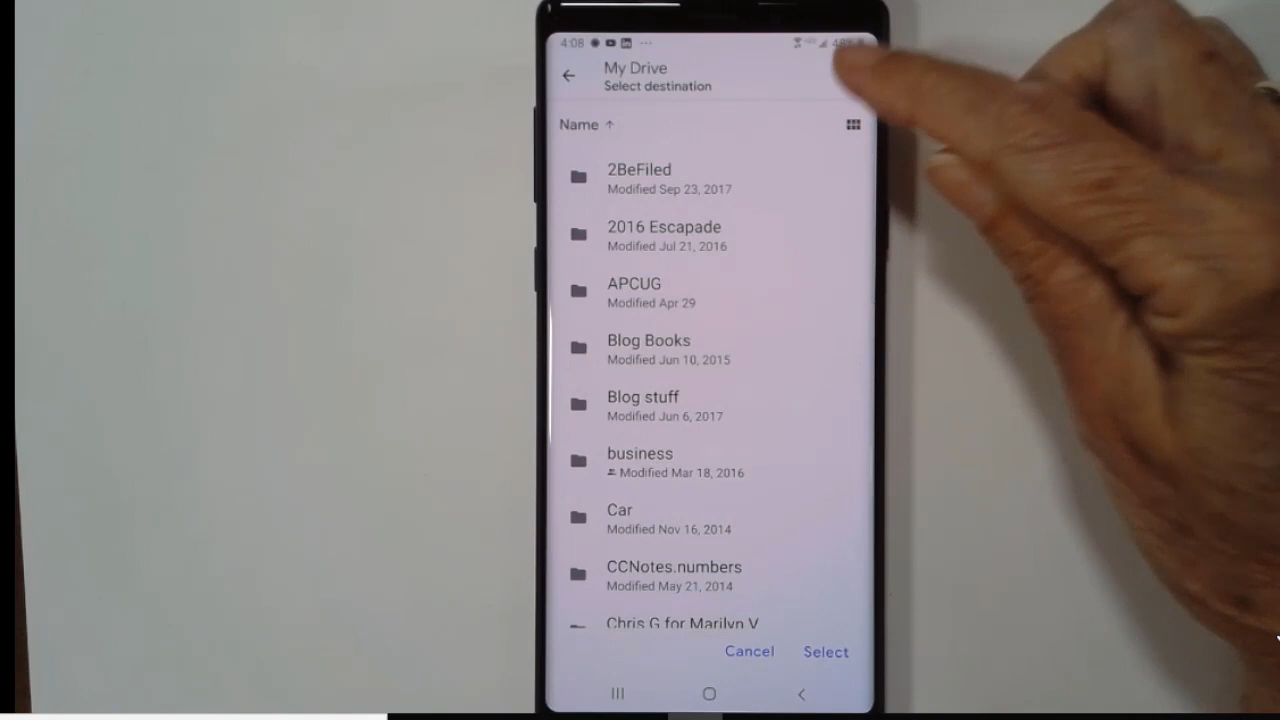 4:08
My Drive
Select destination
Name
2BeFiled
Modified Sep 23, 2017
2016 Escapade
Modified Jul 21, 2016
APCUG
Modified Apr 29
Blog Books
Modified Jun 10, 2015
Blog stuff
Modified Jun 6, 2017
business
Modified Mar 18, 2016
Car
Modified Nov 16, 2014
CCNotes.numbers
Modified May 21, 2014
Chris G for Marilyn V
Cancel Select